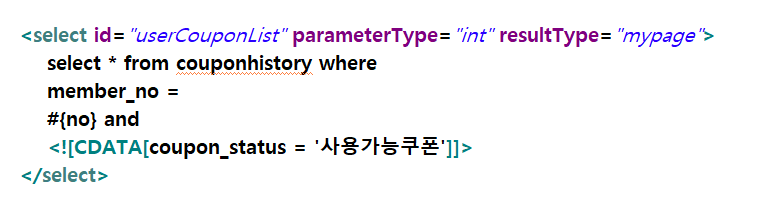 <select id="userCouponList" parameterType="int" resultType="mypage">
select * from couponhistory where
member_no =
#{no} and
<![CDATA[coupon_status = '사용가능쿠폰']]>
</select>